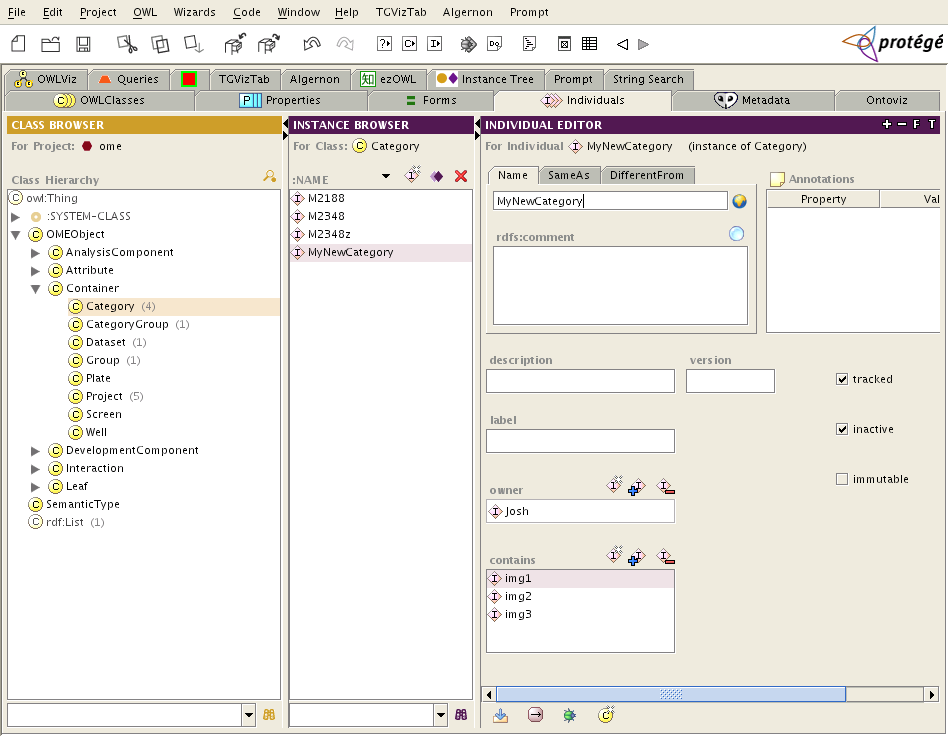 File Edit Project OWL Wizards Code Window Help TGVizTab Algernon Prompt
protégé
OWLViz Queries TGVizTab Algernon 知 ezOWL Instance Tree Prompt String Search
OWLClasses Properties Forms Individuals Metadata Ontoviz
CLASS BROWSER
For Project: ome
Class Hierarchy
owl:Thing
:SYSTEM-CLASS
OMEObject
AnalysisComponent
Attribute
Container
Category (4)
CategoryGroup (1)
Dataset (1)
Group (1)
Plate
Project (5)
Screen
Well
DevelopmentComponent
Interaction
Leaf
SemanticType
rdf:List (1)
INSTANCE BROWSER
For Class: C Category
:NAME
M2188
M2348
M2348z
MyNewCategory
INDIVIDUAL EDITOR + − F T
For Individual MyNewCategory (instance of Category)
Name SameAs DifferentFrom
MyNewCategory
rdfs:comment
Annotations
Property Val
description version
tracked
label
inactive
immutable
owner
Josh
contains
img1
img2
img3